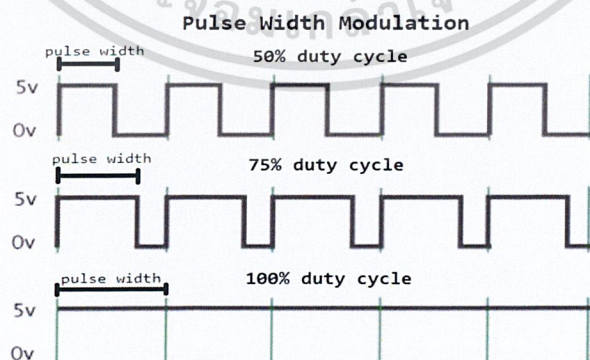 Pulse Width Modulation
pulse width
50% duty cycle
5v
0v
pulse width
75% duty cycle
5v
0v
pulse width
100% duty cycle
5v
0v